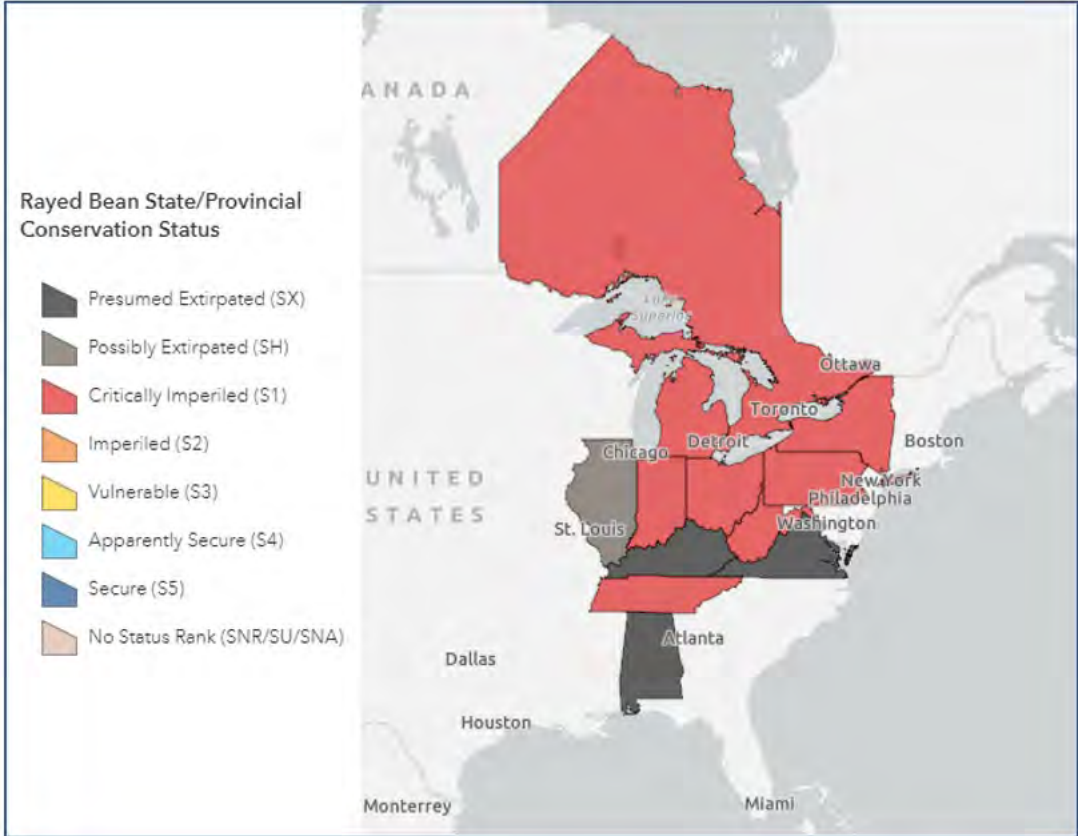 ANADA
Rayed Bean State/Provincial
Conservation Status
Presumed Extirpated (SX)
Possibly Extirpated (SH)
Critically Imperiled (S1)
Imperiled (S2)
Vulnerable (S3)
Apparently Secure (S4)
Secure (S5)
No Status Rank (SNR/SU/SNA)
Lake
Superior
Ottawa
Toronto
Boston
Detroit
Chicago
UNITED
STATES
New York
Philadelphia
Washington
St. Louis
Atlanta
Dallas
Houston
Monterrey
Miami